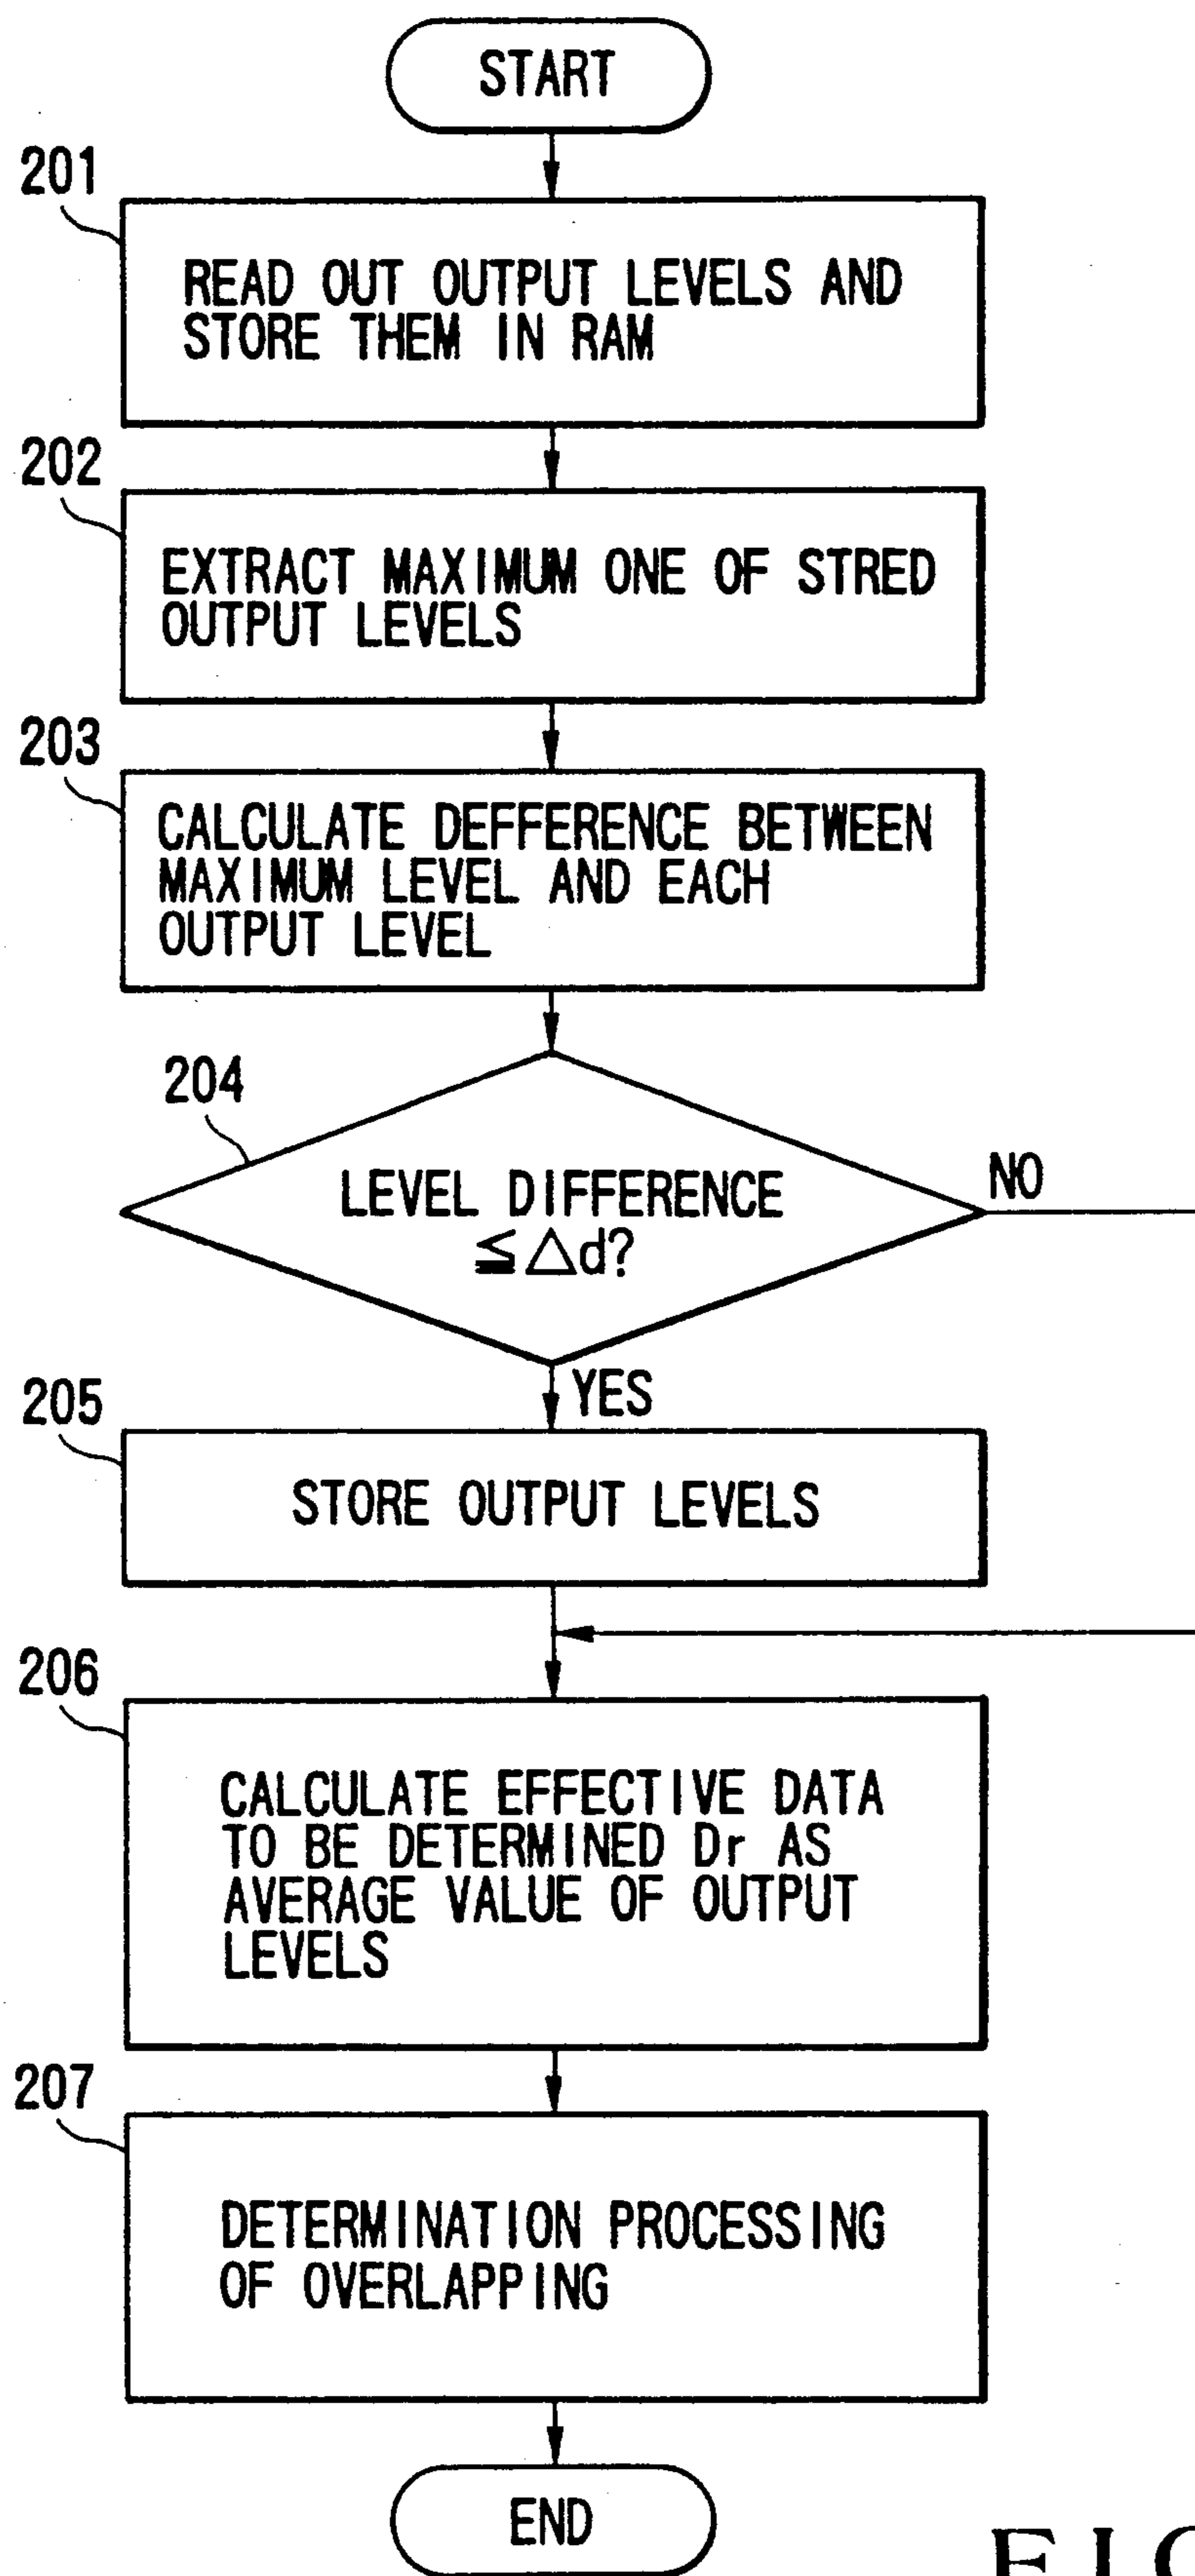 START
201
READ OUT OUTPUT LEVELS AND
STORE THEM IN RAM
202
EXTRACT MAXIMUM ONE OF STRED
OUTPUT LEVELS
203
CALCULATE DEFFERENCE BETWEEN
MAXIMUM LEVEL AND EACH
OUTPUT LEVEL
204
LEVEL DIFFERENCE
≦ △d?
NO
YES
205
STORE OUTPUT LEVELS
206
CALCULATE EFFECTIVE DATA
TO BE DETERMINED Dr AS
AVERAGE VALUE OF OUTPUT
LEVELS
207
DETERMINATION PROCESSING
OF OVERLAPPING
END